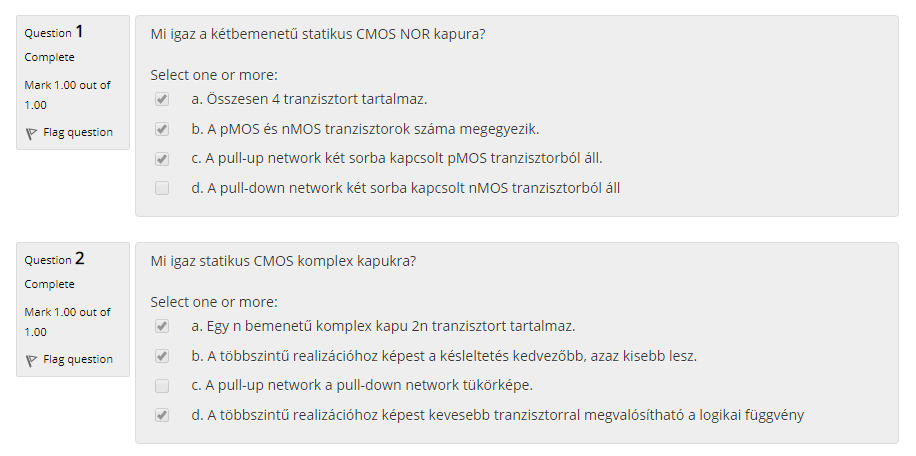 Question 1
Complete
Mark 1.00 out of
1.00
Flag question
Mi igaz a kétbemenetű statikus CMOS NOR kapura?
Select one or more:
a. Összesen 4 tranzisztort tartalmaz.
b. A pMOS és nMOS tranzisztorok száma megegyezik.
c. A pull-up network két sorba kapcsolt pMOS tranzisztorból áll.
d. A pull-down network két sorba kapcsolt nMOS tranzisztorból áll
Question 2
Complete
Mark 1.00 out of
1.00
Flag question
Mi igaz statikus CMOS komplex kapukra?
Select one or more:
a. Egy n bemenetű komplex kapu 2n tranzisztort tartalmaz.
b. A többszintű realizációhoz képest a késleltetés kedvezőbb, azaz kisebb lesz.
c. A pull-up network a pull-down network tükörképe.
d. A többszintű realizációhoz képest kevesebb tranzisztorral megvalósítható a logikai függvény